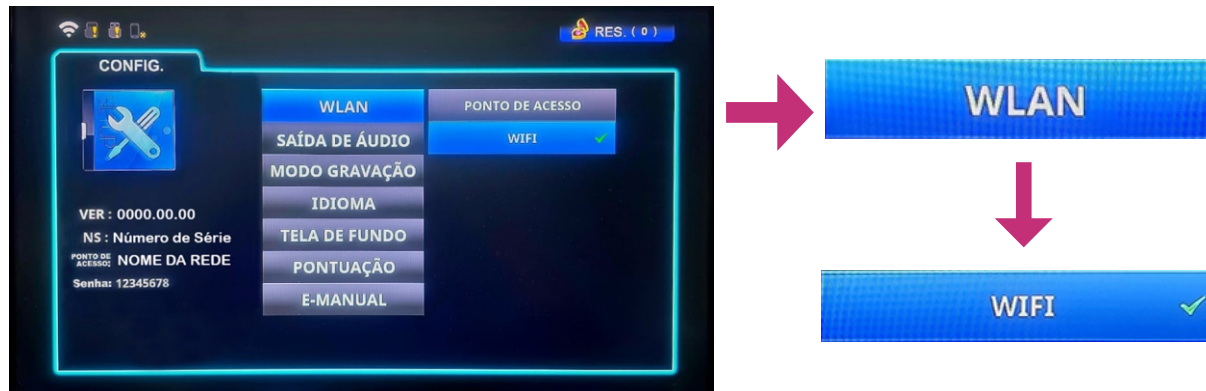 RES. ( 0 )
CONFIG.
WLAN
PONTO DE ACESSO
SAÍDA DE ÁUDIO
WIFI
MODO GRAVAÇÃO
IDIOMA
TELA DE FUNDO
PONTUAÇÃO
E-MANUAL
VER : 0000.00.00
NS : Número de Série
PONTO DE ACESSO: NOME DA REDE
Senha: 12345678
WLAN
WIFI